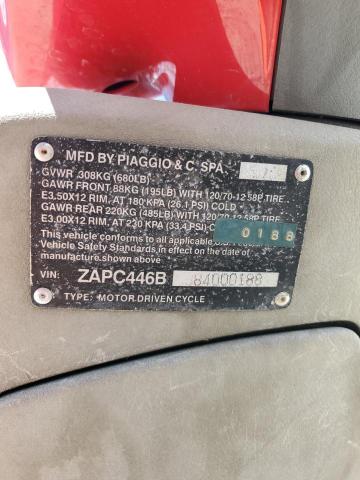 MFD BY PIAGGIO & C. SPA
GVWR 308KG (680LB)
GAWR FRONT 88KG (195LB) WITH 120/70-12 58P TIRE
E3.50X12 RIM, AT 180 KPA (26.1 PSI) COLD
GAWR REAR 220KG (485LB) WITH 120/70-12 58P TIRE
E3.00X12 RIM, AT 230 KPA (33.4 PSI) C
0188
This vehicle conforms to all applicable
Vehicle Safety Standards in effect on the date of
manufacture shown above
VIN: ZAPC446B 84000188
TYPE: MOTOR DRIVEN CYCLE